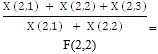 X (2,1) + X (2,2) + X (2,3)
X (2,1) + X (2,2) =
F(2,2)